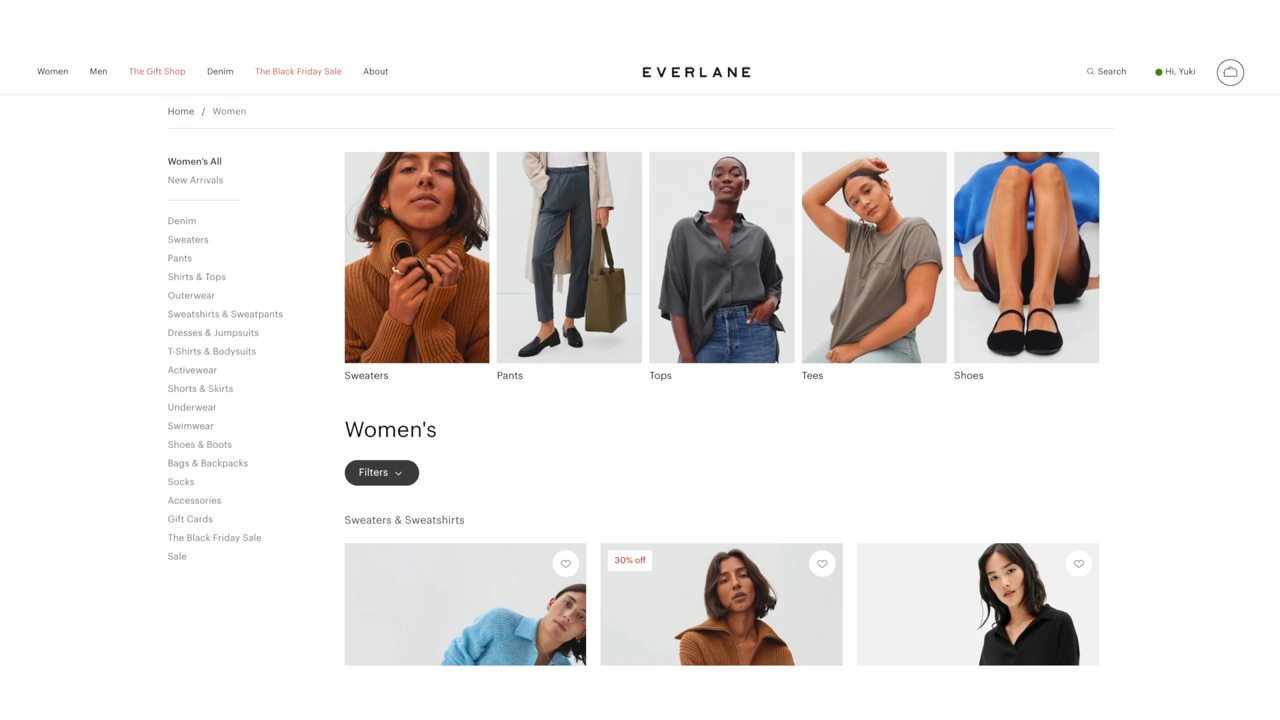 Women Men The Gift Shop Denim The Black Friday Sale About
EVERLANE
Search Hi, Yuki
Home / Women
Women's All
New Arrivals
Denim
Sweaters
Pants
Shirts & Tops
Outerwear
Sweatshirts & Sweatpants
Dresses & Jumpsuits
T-Shirts & Bodysuits
Activewear
Shorts & Skirts
Underwear
Swimwear
Shoes & Boots
Bags & Backpacks
Socks
Accessories
Gift Cards
The Black Friday Sale
Sale
Sweaters
Pants
Tops
Tees
Shoes
Women's
Filters
Sweaters & Sweatshirts
30% off